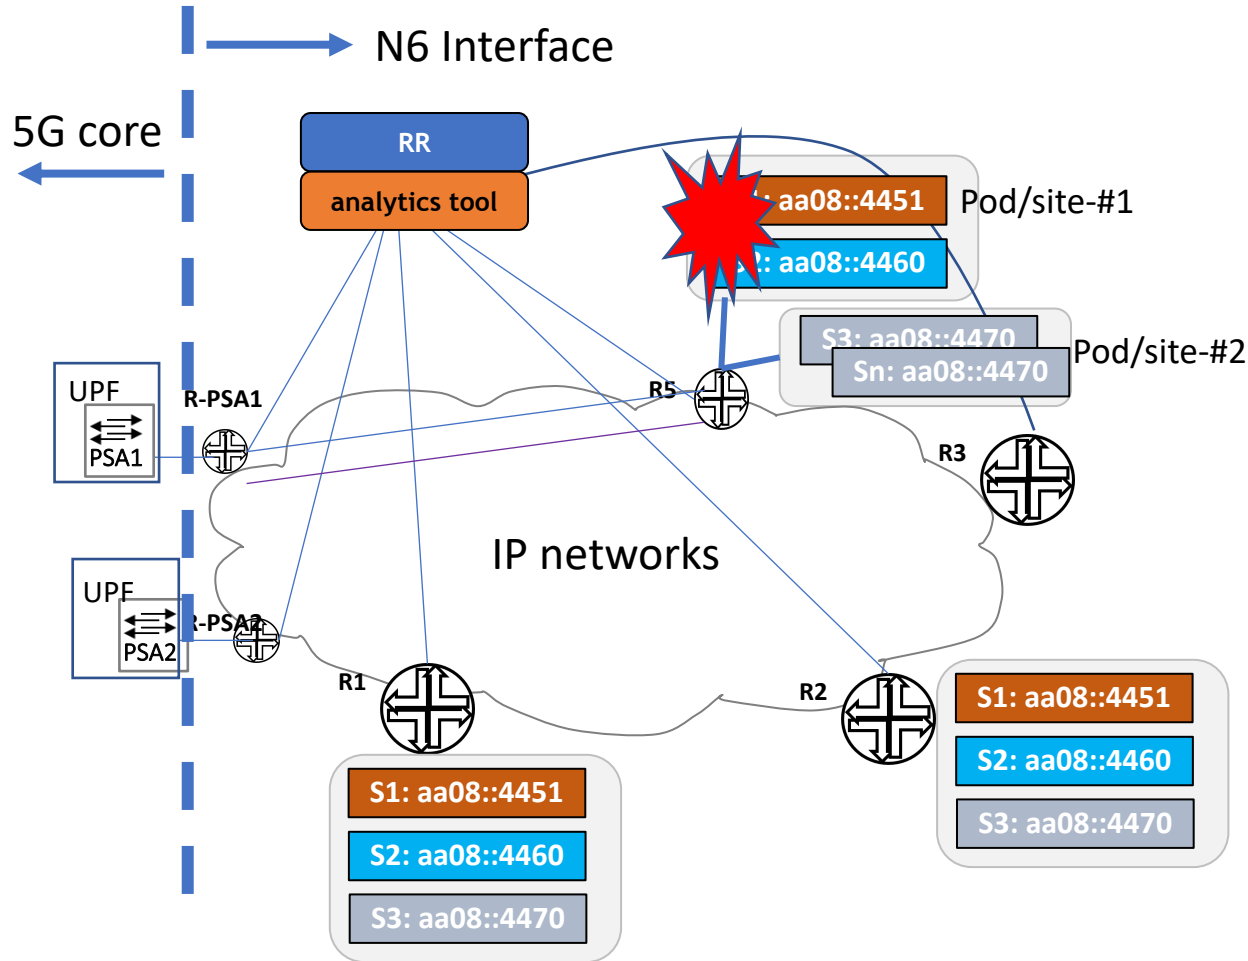 N6 Interface
5G core
RR
analytics tool
aa08::4451
Pod/site-#1
aa08::4460
S3: aa08::4470
Pod/site-#2
Sn: aa08::4470
UPF
PSA1
R-PSA1
R5
R3
IP networks
UPF
PSA2
R-PSA2
R1
R2
S1: aa08::4451
S2: aa08::4460
S3: aa08::4470
S1: aa08::4451
S2: aa08::4460
S3: aa08::4470